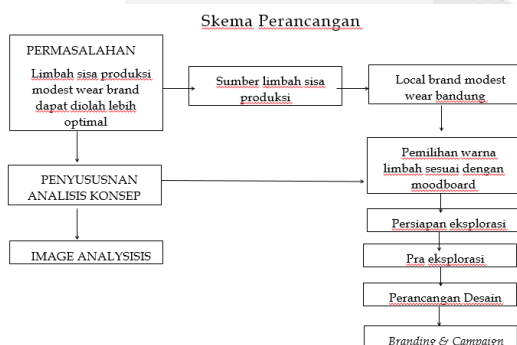 Skema Perancangan
PERMASALAHAN
Limbah sisa produksi
modest wear brand
dapat diolah lebih
optimal
Sumber limbah sisa
produksi
Local brand modest
wear bandung
PENYUSUSNAN
ANALISIS KONSEP
Pemilihan warna
limbah sesuai dengan
moodboard
Persiapan eksplorasi
IMAGE ANALYSISIS
Pra eksplorasi
Perancangan Desain
Branding & Campaign